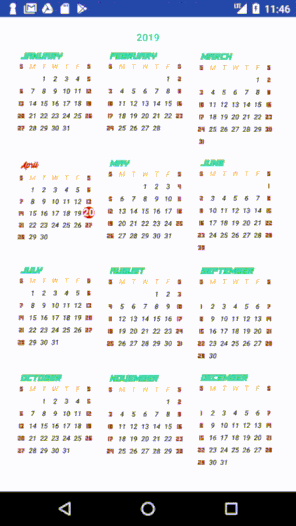 11:46
2019
JANUARY
S M T W T F S
1 2 3 4 5
6 7 8 9 10 11 12
13 14 15 16 17 18 19
20 21 22 23 24 25 26
27 28 29 30 31
FEBRUARY
S M T W T F S
1 2
3 4 5 6 7 8 9
10 11 12 13 14 15 16
17 18 19 20 21 22 23
24 25 26 27 28
MARCH
S M T W T F S
1 2
3 4 5 6 7 8 9
10 11 12 13 14 15 16
17 18 19 20 21 22 23
24 25 26 27 28 29 30
31
April
S M T W T F S
1 2 3 4 5 6
7 8 9 10 11 12 13
14 15 16 17 18 19 20
21 22 23 24 25 26 27
28 29 30
MAY
S M T W T F S
1 2 3 4
5 6 7 8 9 10 11
12 13 14 15 16 17 18
19 20 21 22 23 24 25
26 27 28 29 30 31
JUNE
S M T W T F S
1
2 3 4 5 6 7 8
9 10 11 12 13 14 15
16 17 18 19 20 21 22
23 24 25 26 27 28 29
30
JULY
S M T W T F S
1 2 3 4 5 6
7 8 9 10 11 12 13
14 15 16 17 18 19 20
21 22 23 24 25 26 27
28 29 30 31
AUGUST
S M T W T F S
1 2 3
4 5 6 7 8 9 10
11 12 13 14 15 16 17
18 19 20 21 22 23 24
25 26 27 28 29 30 31
SEPTEMBER
S M T W T F S
1 2 3 4 5 6 7
8 9 10 11 12 13 14
15 16 17 18 19 20 21
22 23 24 25 26 27 28
29 30
OCTOBER
S M T W T F S
1 2 3 4 5
6 7 8 9 10 11 12
13 14 15 16 17 18 19
20 21 22 23 24 25 26
27 28 29 30 31
NOVEMBER
S M T W T F S
1 2
3 4 5 6 7 8 9
10 11 12 13 14 15 16
17 18 19 20 21 22 23
24 25 26 27 28 29 30
DECEMBER
S M T W T F S
1 2 3 4 5 6 7
8 9 10 11 12 13 14
15 16 17 18 19 20 21
22 23 24 25 26 27 28
29 30 31